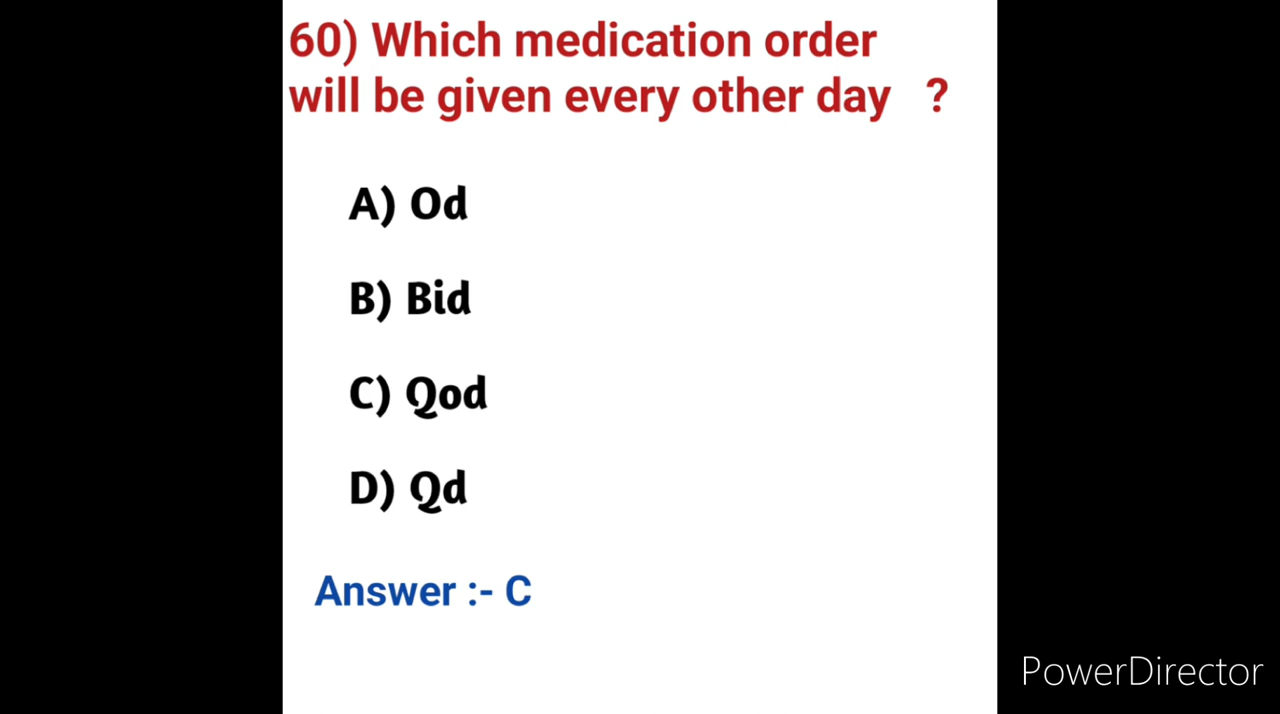 60) Which medication order
will be given every other day ?
A) Od
B) Bid
C) Qod
D) Qd
Answer :- C
PowerDirector